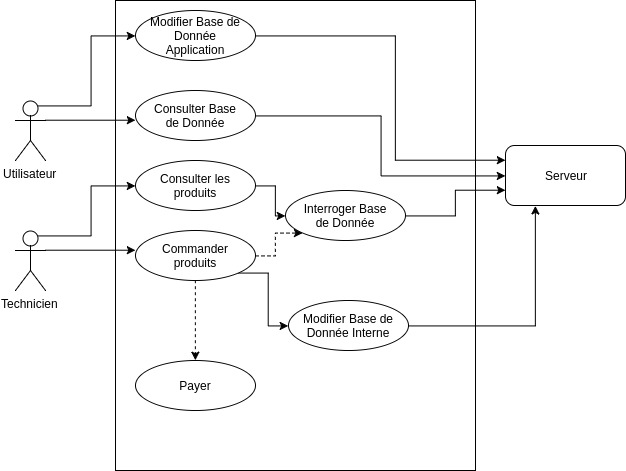 Modifier Base de
Donnée
Application
Consulter Base
de Donnée
Utilisateur
Consulter les
produits
Serveur
Interroger Base
de Donnée
Commander
produits
Technicien
Modifier Base de
Donnée Interne
Payer